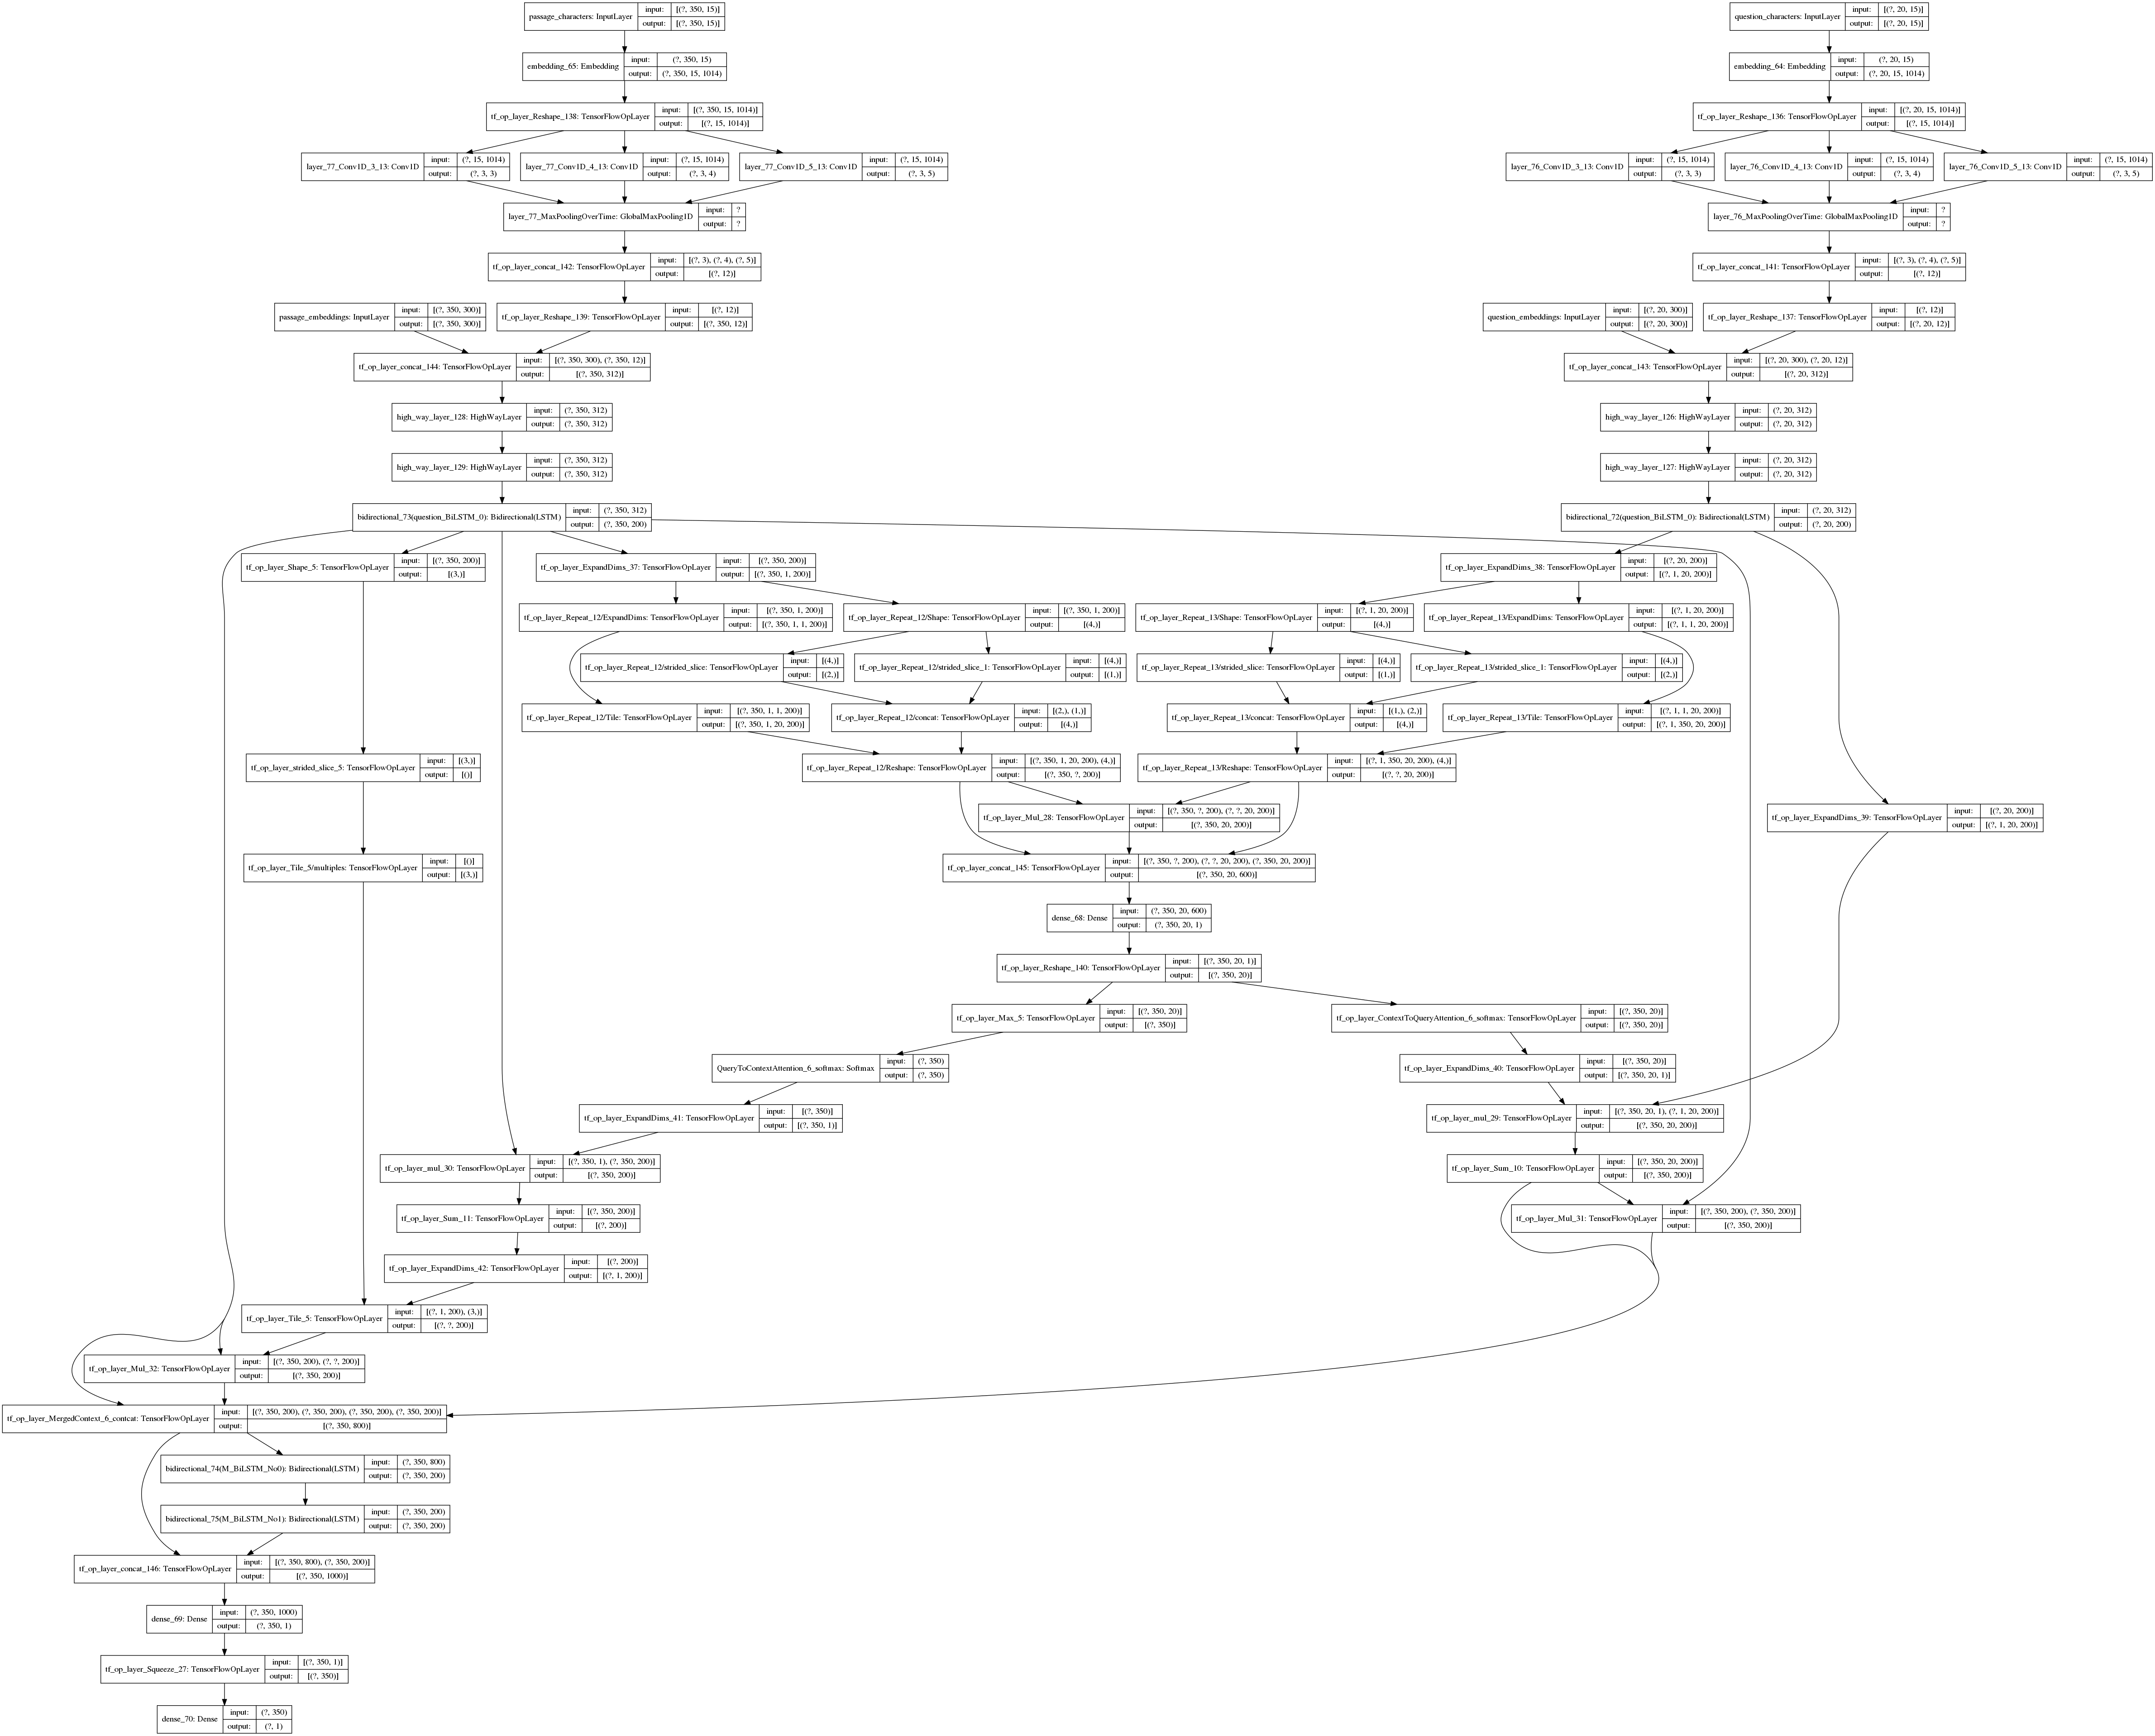 passage_characters: InputLayer input: [(?, 350, 15)] output: [(?, 350, 15)]
question_characters: InputLayer input: [(?, 20, 15)] output: [(?, 20, 15)]
embedding_65: Embedding input: (?, 350, 15) output: (?, 350, 15, 1014)
embedding_64: Embedding input: (?, 20, 15) output: (?, 20, 15, 1014)
tf_op_layer_Reshape_138: TensorFlowOpLayer input: [(?, 350, 15, 1014)] output: [(?, 15, 1014)]
tf_op_layer_Reshape_136: TensorFlowOpLayer input: [(?, 20, 15, 1014)] output: [(?, 15, 1014)]
layer_77_Conv1D_3_13: Conv1D input: (?, 15, 1014) output: (?, 3, 3)
layer_77_Conv1D_4_13: Conv1D input: (?, 15, 1014) output: (?, 3, 4)
layer_77_Conv1D_5_13: Conv1D input: (?, 15, 1014) output: (?, 3, 5)
layer_76_Conv1D_3_13: Conv1D input: (?, 15, 1014) output: (?, 3, 3)
layer_76_Conv1D_4_13: Conv1D input: (?, 15, 1014) output: (?, 3, 4)
layer_76_Conv1D_5_13: Conv1D input: (?, 15, 1014) output: (?, 3, 5)
layer_77_MaxPoolingOverTime: GlobalMaxPooling1D input: ? output: ?
layer_76_MaxPoolingOverTime: GlobalMaxPooling1D input: ? output: ?
tf_op_layer_concat_142: TensorFlowOpLayer input: [(?, 3), (?, 4), (?, 5)] output: [(?, 12)]
tf_op_layer_concat_141: TensorFlowOpLayer input: [(?, 3), (?, 4), (?, 5)] output: [(?, 12)]
passage_embeddings: InputLayer input: [(?, 350, 300)] output: [(?, 350, 300)]
tf_op_layer_Reshape_139: TensorFlowOpLayer input: [(?, 12)] output: [(?, 350, 12)]
question_embeddings: InputLayer input: [(?, 20, 300)] output: [(?, 20, 300)]
tf_op_layer_Reshape_137: TensorFlowOpLayer input: [(?, 12)] output: [(?, 20, 12)]
tf_op_layer_concat_144: TensorFlowOpLayer input: [(?, 350, 300), (?, 350, 12)] output: [(?, 350, 312)]
tf_op_layer_concat_143: TensorFlowOpLayer input: [(?, 20, 300), (?, 20, 12)] output: [(?, 20, 312)]
high_way_layer_128: HighWayLayer input: (?, 350, 312) output: (?, 350, 312)
high_way_layer_126: HighWayLayer input: (?, 20, 312) output: (?, 20, 312)
high_way_layer_129: HighWayLayer input: (?, 350, 312) output: (?, 350, 312)
high_way_layer_127: HighWayLayer input: (?, 20, 312) output: (?, 20, 312)
bidirectional_73(question_BiLSTM_0): Bidirectional(LSTM) input: (?, 350, 312) output: (?, 350, 200)
bidirectional_72(question_BiLSTM_0): Bidirectional(LSTM) input: (?, 20, 312) output: (?, 20, 200)
tf_op_layer_Shape_5: TensorFlowOpLayer input: [(?, 350, 200)] output: [(3,)]
tf_op_layer_ExpandDims_37: TensorFlowOpLayer input: [(?, 350, 200)] output: [(?, 350, 1, 200)]
tf_op_layer_ExpandDims_38: TensorFlowOpLayer input: [(?, 20, 200)] output: [(?, 1, 20, 200)]
tf_op_layer_Repeat_12/ExpandDims: TensorFlowOpLayer input: [(?, 350, 1, 200)] output: [(?, 350, 1, 1, 200)]
tf_op_layer_Repeat_12/Shape: TensorFlowOpLayer input: [(?, 350, 1, 200)] output: [(4,)]
tf_op_layer_Repeat_13/Shape: TensorFlowOpLayer input: [(?, 1, 20, 200)] output: [(4,)]
tf_op_layer_Repeat_13/ExpandDims: TensorFlowOpLayer input: [(?, 1, 20, 200)] output: [(?, 1, 1, 20, 200)]
tf_op_layer_Repeat_12/strided_slice: TensorFlowOpLayer input: [(4,)] output: [(2,)]
tf_op_layer_Repeat_12/strided_slice_1: TensorFlowOpLayer input: [(4,)] output: [(1,)]
tf_op_layer_Repeat_13/strided_slice: TensorFlowOpLayer input: [(4,)] output: [(1,)]
tf_op_layer_Repeat_13/strided_slice_1: TensorFlowOpLayer input: [(4,)] output: [(2,)]
tf_op_layer_Repeat_12/Tile: TensorFlowOpLayer input: [(?, 350, 1, 1, 200)] output: [(?, 350, 1, 20, 200)]
tf_op_layer_Repeat_12/concat: TensorFlowOpLayer input: [(2,), (1,)] output: [(4,)]
tf_op_layer_Repeat_13/concat: TensorFlowOpLayer input: [(1,), (2,)] output: [(4,)]
tf_op_layer_Repeat_13/Tile: TensorFlowOpLayer input: [(?, 1, 1, 20, 200)] output: [(?, 1, 350, 20, 200)]
tf_op_layer_strided_slice_5: TensorFlowOpLayer input: [(3,)] output: [()]
tf_op_layer_Repeat_12/Reshape: TensorFlowOpLayer input: [(?, 350, 1, 20, 200), (4,)] output: [(?, 350, ?, 200)]
tf_op_layer_Repeat_13/Reshape: TensorFlowOpLayer input: [(?, 1, 350, 20, 200), (4,)] output: [(?, ?, 20, 200)]
tf_op_layer_Mul_28: TensorFlowOpLayer input: [(?, 350, ?, 200), (?, ?, 20, 200)] output: [(?, 350, 20, 200)]
tf_op_layer_ExpandDims_39: TensorFlowOpLayer input: [(?, 20, 200)] output: [(?, 1, 20, 200)]
tf_op_layer_Tile_5/multiples: TensorFlowOpLayer input: [()] output: [(3,)]
tf_op_layer_concat_145: TensorFlowOpLayer input: [(?, 350, ?, 200), (?, ?, 20, 200), (?, 350, 20, 200)] output: [(?, 350, 20, 600)]
dense_68: Dense input: (?, 350, 20, 600) output: (?, 350, 20, 1)
tf_op_layer_Reshape_140: TensorFlowOpLayer input: [(?, 350, 20, 1)] output: [(?, 350, 20)]
tf_op_layer_Max_5: TensorFlowOpLayer input: [(?, 350, 20)] output: [(?, 350)]
tf_op_layer_ContextToQueryAttention_6_softmax: TensorFlowOpLayer input: [(?, 350, 20)] output: [(?, 350, 20)]
QueryToContextAttention_6_softmax: Softmax input: (?, 350) output: (?, 350)
tf_op_layer_ExpandDims_40: TensorFlowOpLayer input: [(?, 350, 20)] output: [(?, 350, 20, 1)]
tf_op_layer_ExpandDims_41: TensorFlowOpLayer input: [(?, 350)] output: [(?, 350, 1)]
tf_op_layer_mul_29: TensorFlowOpLayer input: [(?, 350, 20, 1), (?, 1, 20, 200)] output: [(?, 350, 20, 200)]
tf_op_layer_mul_30: TensorFlowOpLayer input: [(?, 350, 1), (?, 350, 200)] output: [(?, 350, 200)]
tf_op_layer_Sum_10: TensorFlowOpLayer input: [(?, 350, 20, 200)] output: [(?, 350, 200)]
tf_op_layer_Sum_11: TensorFlowOpLayer input: [(?, 350, 200)] output: [(?, 200)]
tf_op_layer_Mul_31: TensorFlowOpLayer input: [(?, 350, 200), (?, 350, 200)] output: [(?, 350, 200)]
tf_op_layer_ExpandDims_42: TensorFlowOpLayer input: [(?, 200)] output: [(?, 1, 200)]
tf_op_layer_Tile_5: TensorFlowOpLayer input: [(?, 1, 200), (3,)] output: [(?, ?, 200)]
tf_op_layer_Mul_32: TensorFlowOpLayer input: [(?, 350, 200), (?, ?, 200)] output: [(?, 350, 200)]
tf_op_layer_MergedContext_6_contcat: TensorFlowOpLayer input: [(?, 350, 200), (?, 350, 200), (?, 350, 200), (?, 350, 200)] output: [(?, 350, 800)]
bidirectional_74(M_BiLSTM_No0): Bidirectional(LSTM) input: (?, 350, 800) output: (?, 350, 200)
bidirectional_75(M_BiLSTM_No1): Bidirectional(LSTM) input: (?, 350, 200) output: (?, 350, 200)
tf_op_layer_concat_146: TensorFlowOpLayer input: [(?, 350, 800), (?, 350, 200)] output: [(?, 350, 1000)]
dense_69: Dense input: (?, 350, 1000) output: (?, 350, 1)
tf_op_layer_Squeeze_27: TensorFlowOpLayer input: [(?, 350, 1)] output: [(?, 350)]
dense_70: Dense input: (?, 350) output: (?, 1)